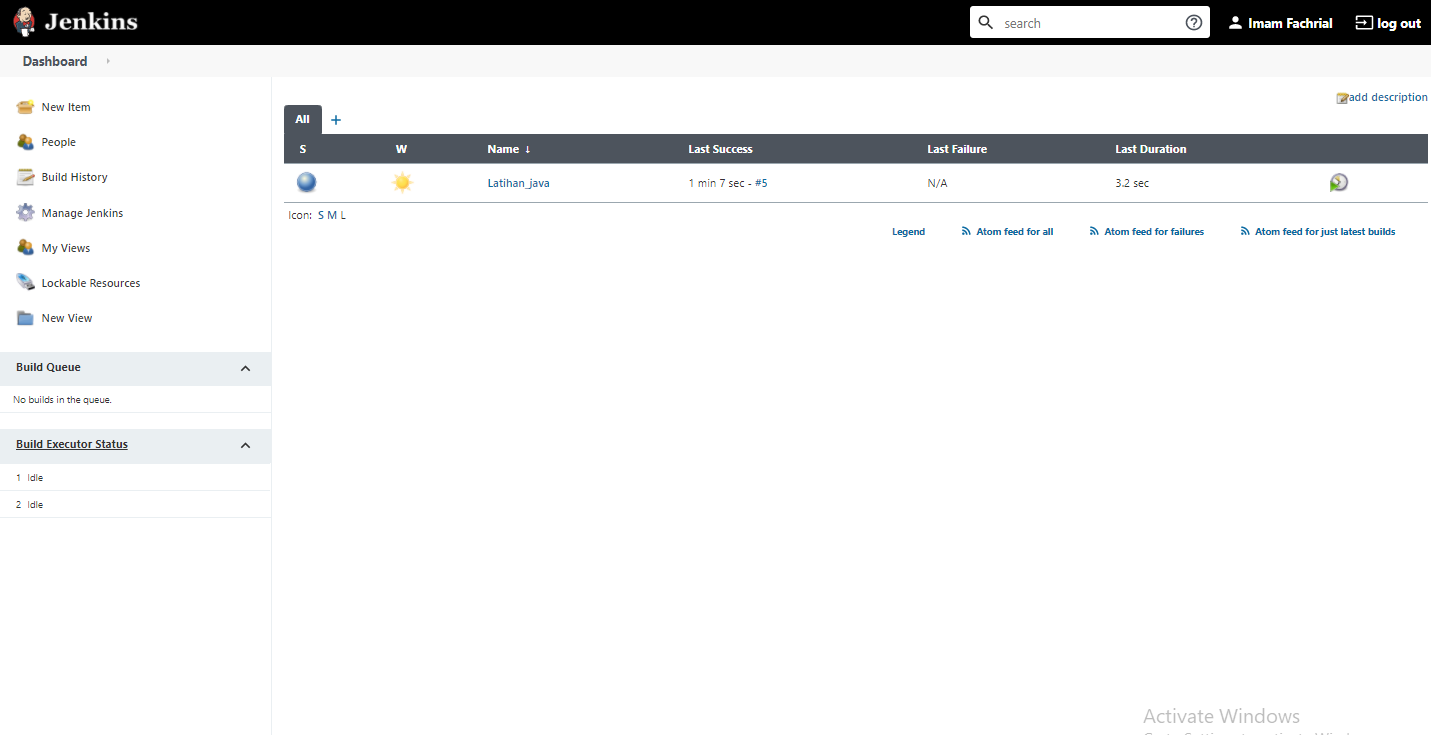 Jenkins
search
Imam Fachrial
log out
Dashboard
New Item
People
Build History
Manage Jenkins
My Views
Lockable Resources
New View
Build Queue
No builds in the queue.
Build Executor Status
1 Idle
2 Idle
add description
All +
S W Name ↓ Last Success Last Failure Last Duration
Latihan_java 1 min 7 sec - #5 N/A 3.2 sec
Icon: S M L
Legend Atom feed for all Atom feed for failures Atom feed for just latest builds
Activate Windows